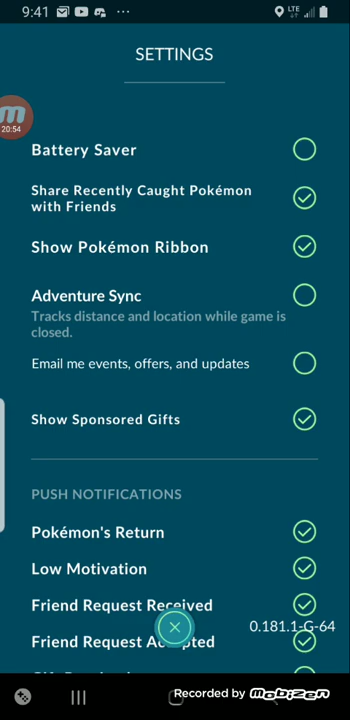 9:41
LTE
SETTINGS
20:54
Battery Saver
Share Recently Caught Pokémon
with Friends
Show Pokémon Ribbon
Adventure Sync
Tracks distance and location while game is
closed.
Email me events, offers, and updates
Show Sponsored Gifts
PUSH NOTIFICATIONS
Pokémon's Return
Low Motivation
Friend Request Received
0.181.1-G-64
Friend Request Accepted
Recorded by Mobizen